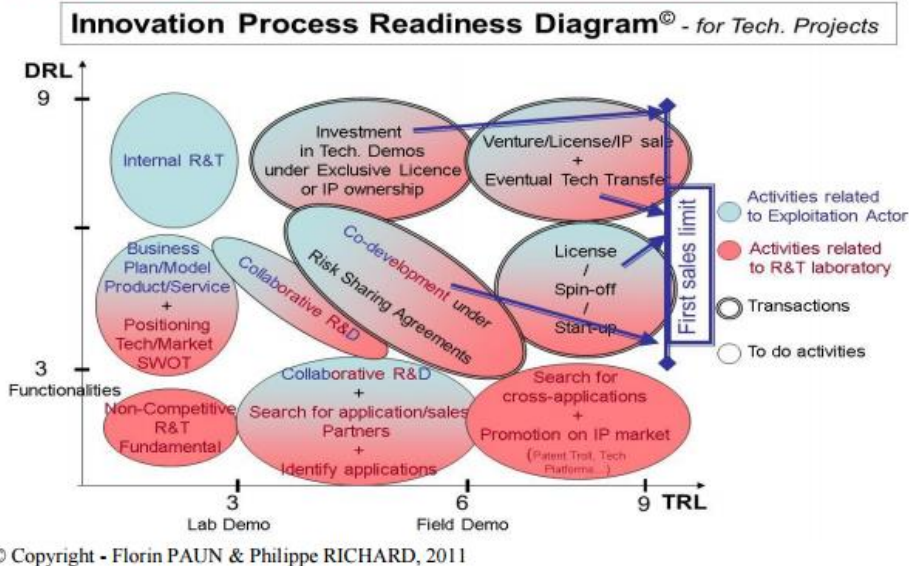 Innovation Process Readiness Diagram© - for Tech. Projects
DRL
9
Internal R&T
Investment
in Tech. Demos
under Exclusive Licence
or IP ownership
Venture/License/IP sale
+
Eventual Tech Transfer
Business
Plan/Model
Product/Service
+
Positioning
Tech/Market
SWOT
Collaborative R&D
Co-development under
Risk Sharing Agreements
License
/
Spin-off
/
Start-up
First sales limit
Activities related
to Exploitation Actor
Activities related
to R&T laboratory
Transactions
To do activities
3
Functionalities
Non-Competitive
R&T
Fundamental
Collaborative R&D
+
Search for application/sales
Partners
+
Identify applications
Search for
cross-applications
+
Promotion on IP market
(Patent Troll, Tech
Platforms...)
3
6
9
TRL
Lab Demo
Field Demo
© Copyright - Florin PAUN & Philippe RICHARD, 2011